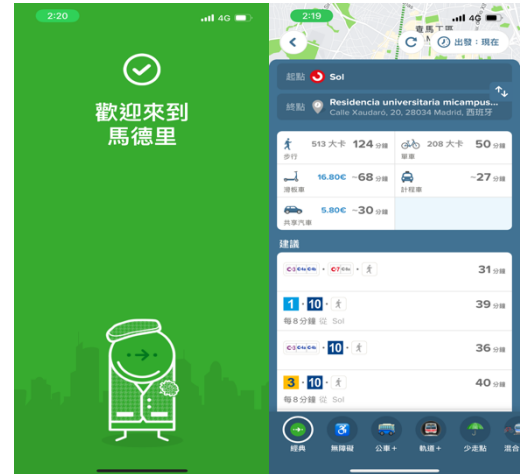 2:20
4G
歡迎來到
馬德里
2:19
4G
出發：現在
起點 Sol
終點 Residencia universitaria micampus...
Calle Xaudaró, 20, 28034 Madrid, 西班牙
513 大卡 124 分鐘
步行
208 大卡 50 分鐘
單車
16.80€ ~68 分鐘
滑板車
~27 分鐘
計程車
5.80€ ~30 分鐘
共享汽車
建議
31 分鐘
1 · 10 39 分鐘
每8分鐘 從 Sol
10 36 分鐘
3 · 10 40 分鐘
每8分鐘 從 Sol
經典 無障礙 公車+ 軌道+ 少走點 混合